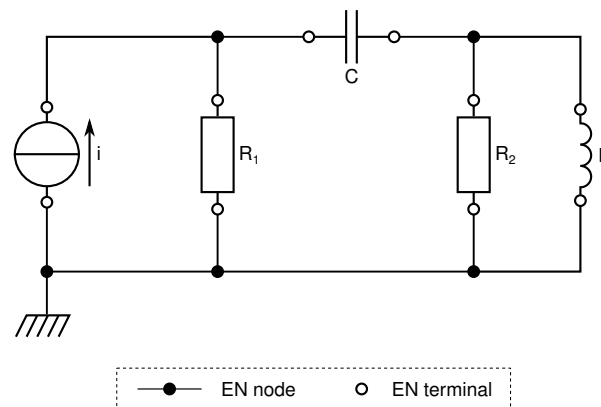 C
i
R₁
R₂
EN node
EN terminal